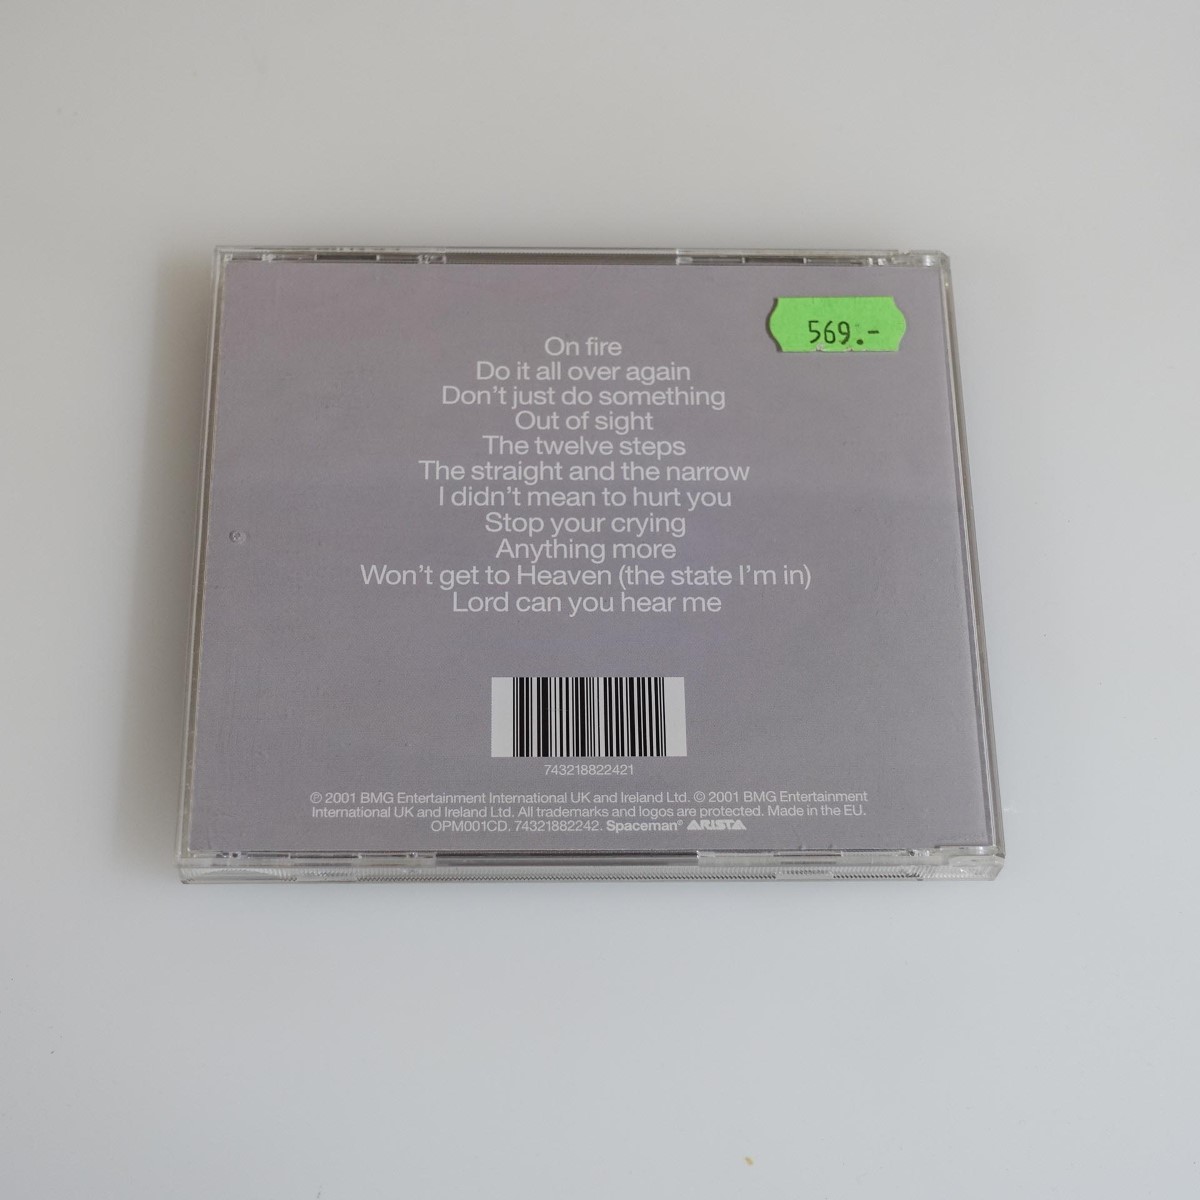 569.-
On fire
Do it all over again
Don't just do something
Out of sight
The twelve steps
The straight and the narrow
I didn't mean to hurt you
Stop your crying
Anything more
Won't get to Heaven (the state I'm in)
Lord can you hear me
743218822421
℗ 2001 BMG Entertainment International UK and Ireland Ltd. © 2001 BMG Entertainment
International UK and Ireland Ltd. All trademarks and logos are protected. Made in the EU.
OPM001CD. 74321882242. Spaceman® ARISTA